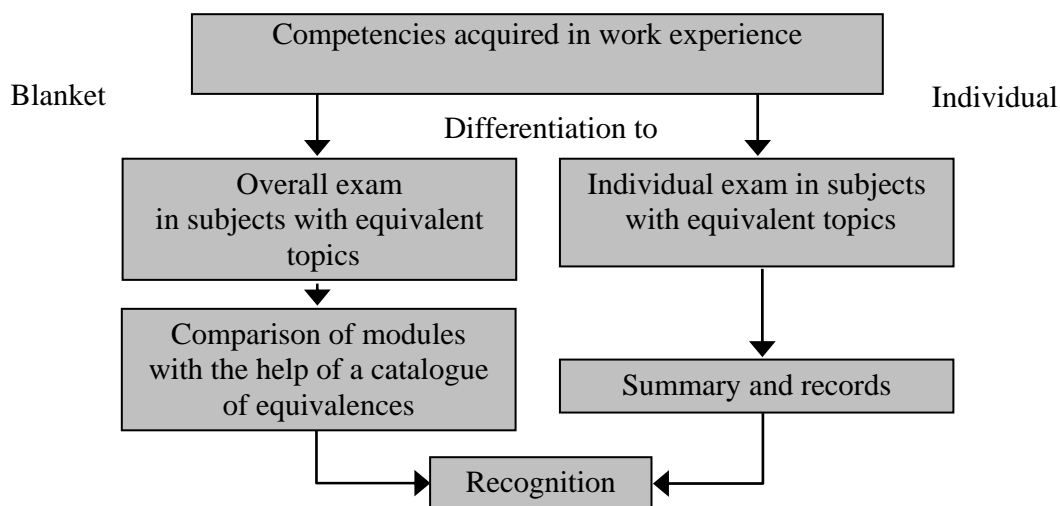 Competencies acquired in work experience
Blanket
Individual
Differentiation to
Overall exam
in subjects with equivalent
topics
Individual exam in subjects
with equivalent topics
Comparison of modules
with the help of a catalogue
of equivalences
Summary and records
Recognition